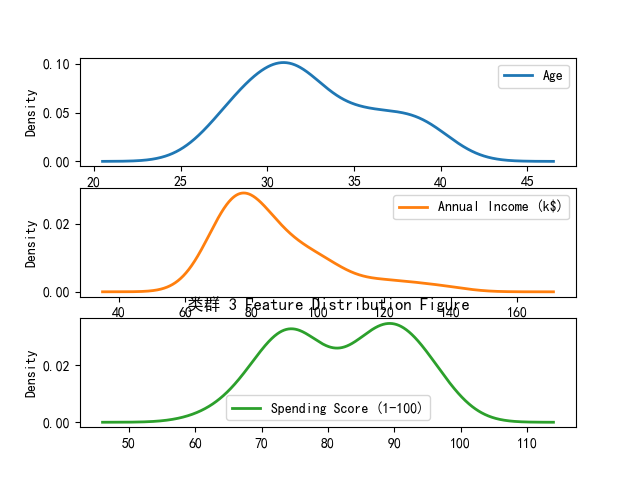 0.10
0.05
0.00
Density
Age
20 25 30 35 40 45
0.02
0.00
Density
Annual Income (k$)
40 60 80 100 120 140 160
类群 3 Feature Distribution Figure
0.02
0.00
Density
Spending Score (1-100)
50 60 70 80 90 100 110